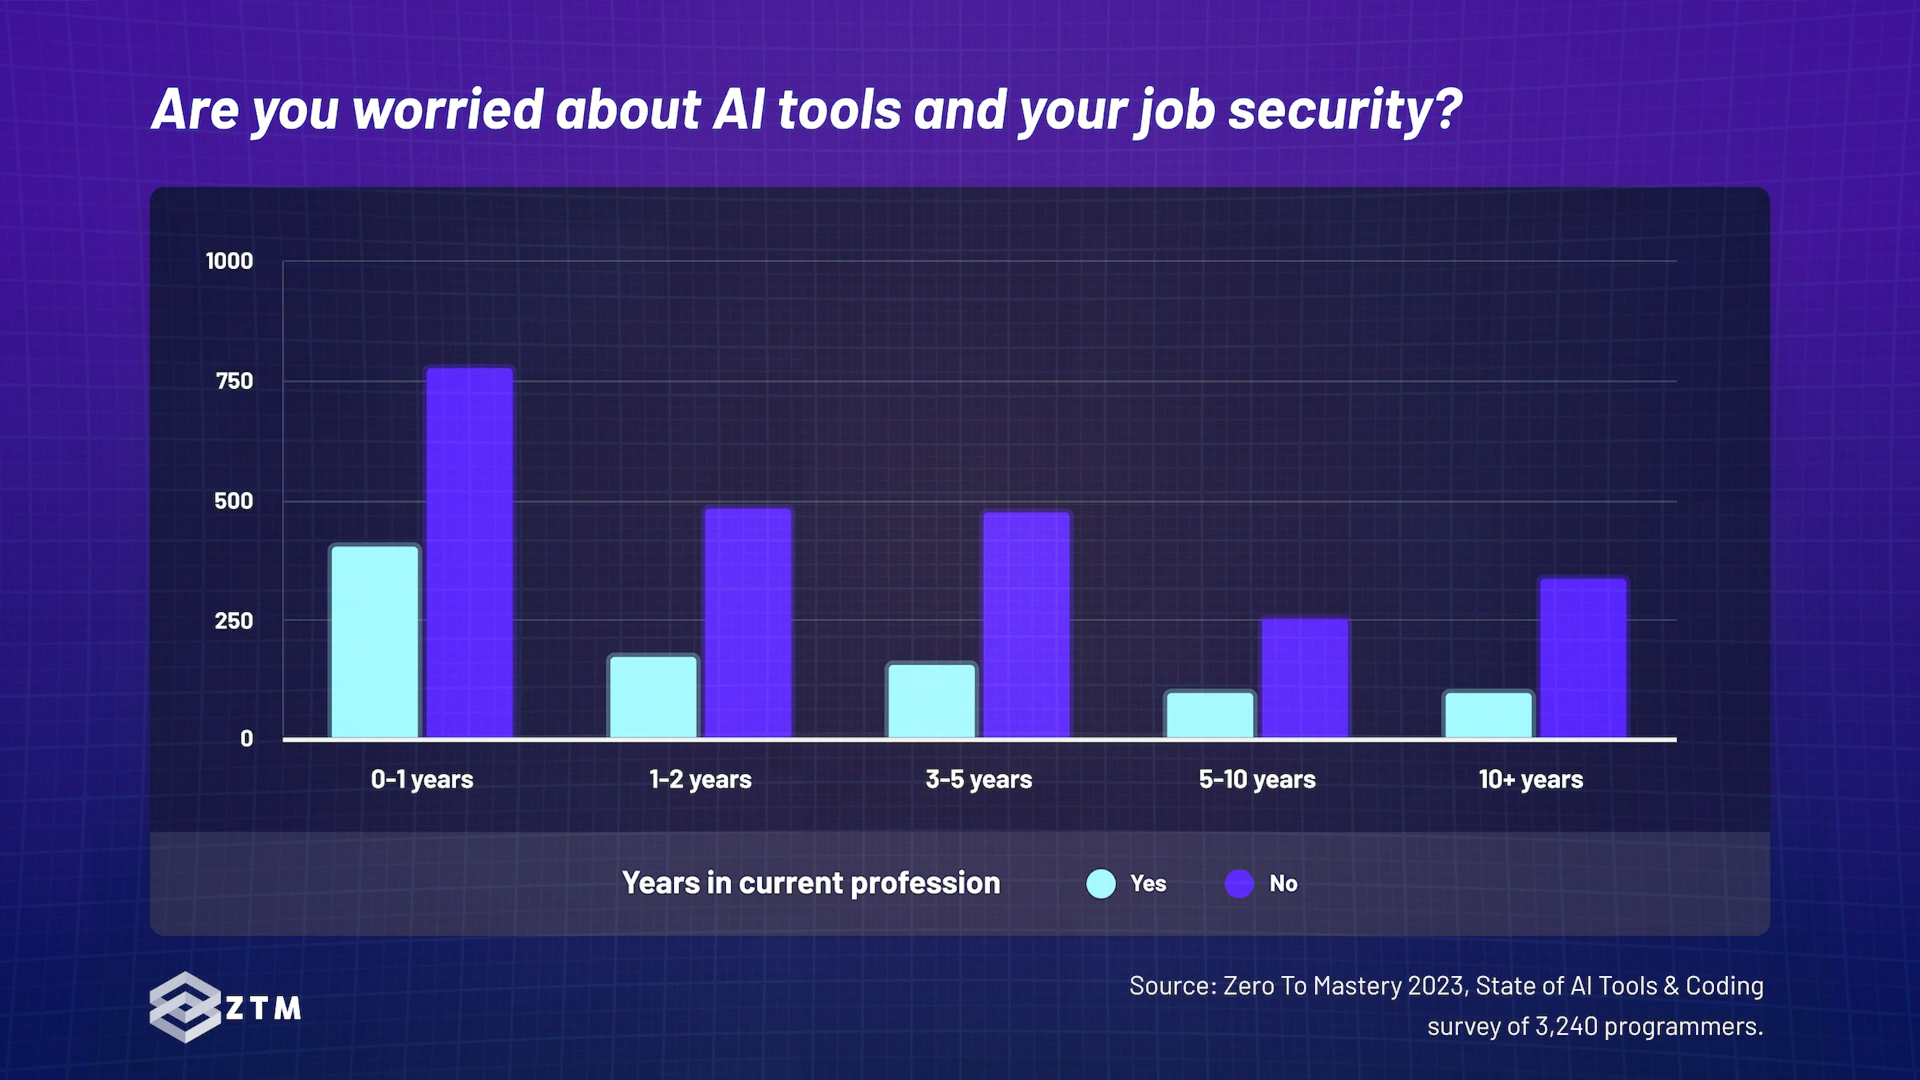 Are you worried about AI tools and your job security?
1000
750
500
250
0
0-1 years
1-2 years
3-5 years
5-10 years
10+ years
Years in current profession
Yes
No
ZTM
Source: Zero To Mastery 2023, State of AI Tools & Coding
survey of 3,240 programmers.